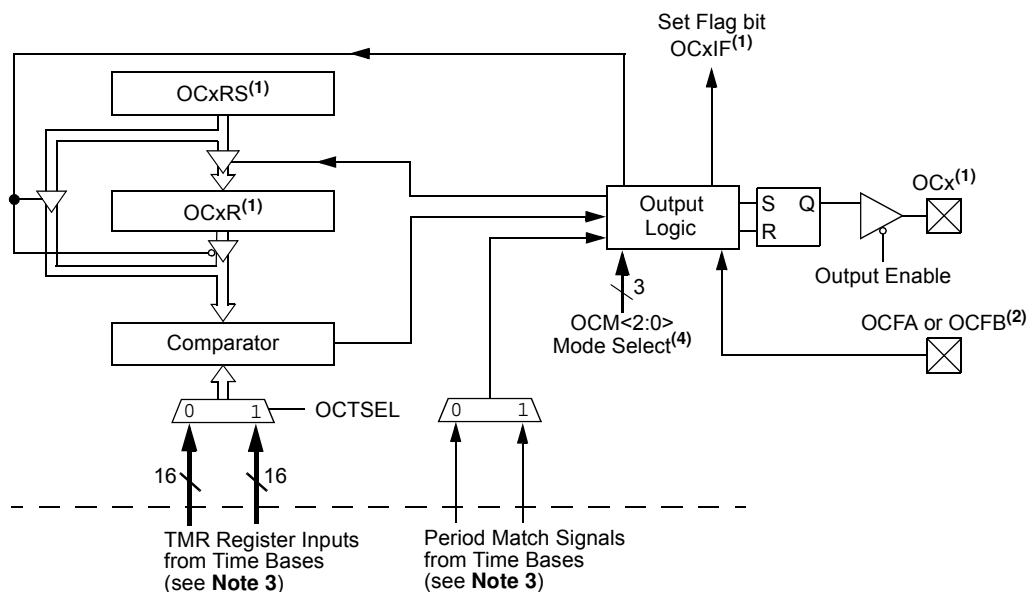 Set Flag bit
OCxIF(1)
OCxRS(1)
OCxR(1)
Output
Logic
S Q
R
OCx(1)
Output Enable
3
OCM<2:0>
Mode Select(4)
OCFA or OCFB(2)
Comparator
0 1
OCTSEL
0 1
16
16
TMR Register Inputs
from Time Bases
(see Note 3)
Period Match Signals
from Time Bases
(see Note 3)